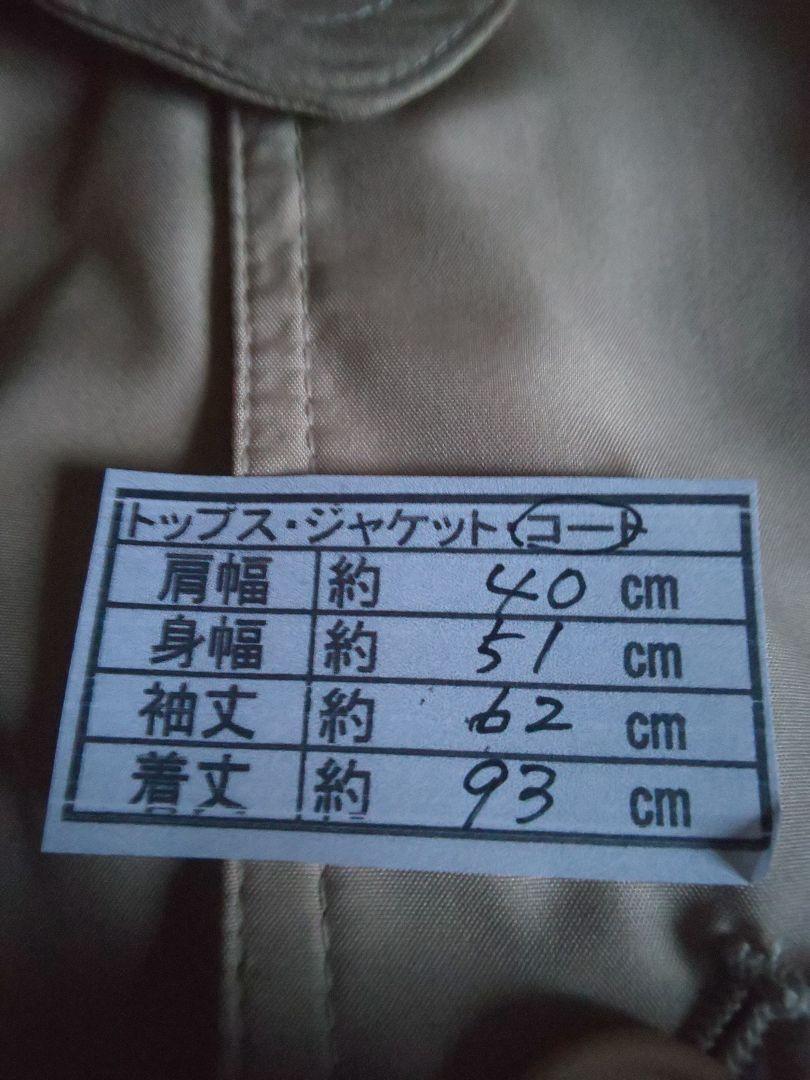 トップス・ジャケット・コート
肩幅 約 40 cm
身幅 約 51 cm
袖丈 約 62 cm
着丈 約 93 cm